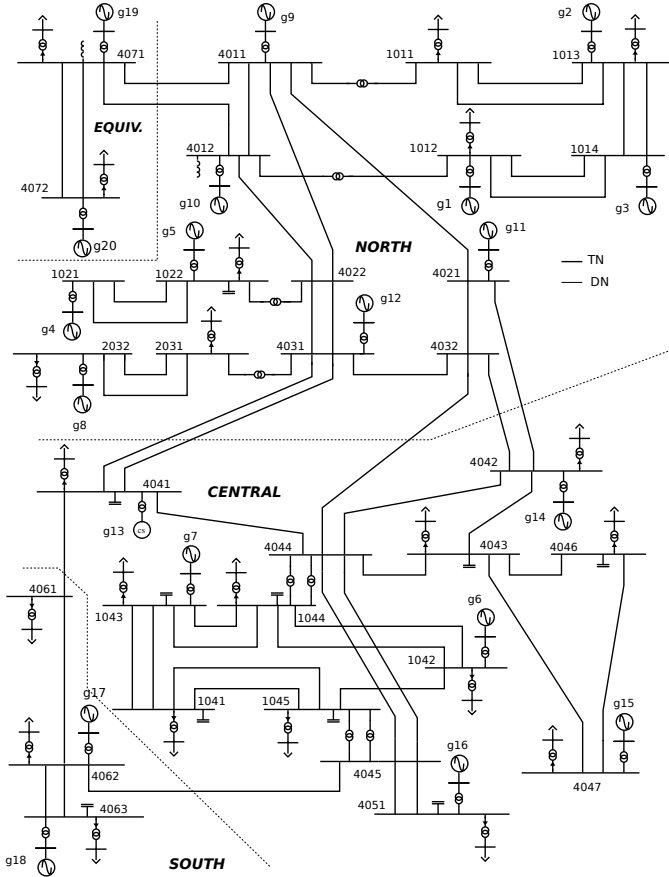 g19
g9
g2
4071
4011
1011
1013
EQUIV.
4012
1012
1014
4072
g10
g1
g3
g20
g5
NORTH
g11
TN
DN
1021
1022
4022
4021
g4
g12
2032
2031
4031
4032
g8
4041
CENTRAL
4042
g13
cs
g14
g7
4044
4043
4046
4061
1043
1044
g6
1042
g17
1041
1045
g15
g16
4062
4045
4047
4063
4051
g18
SOUTH